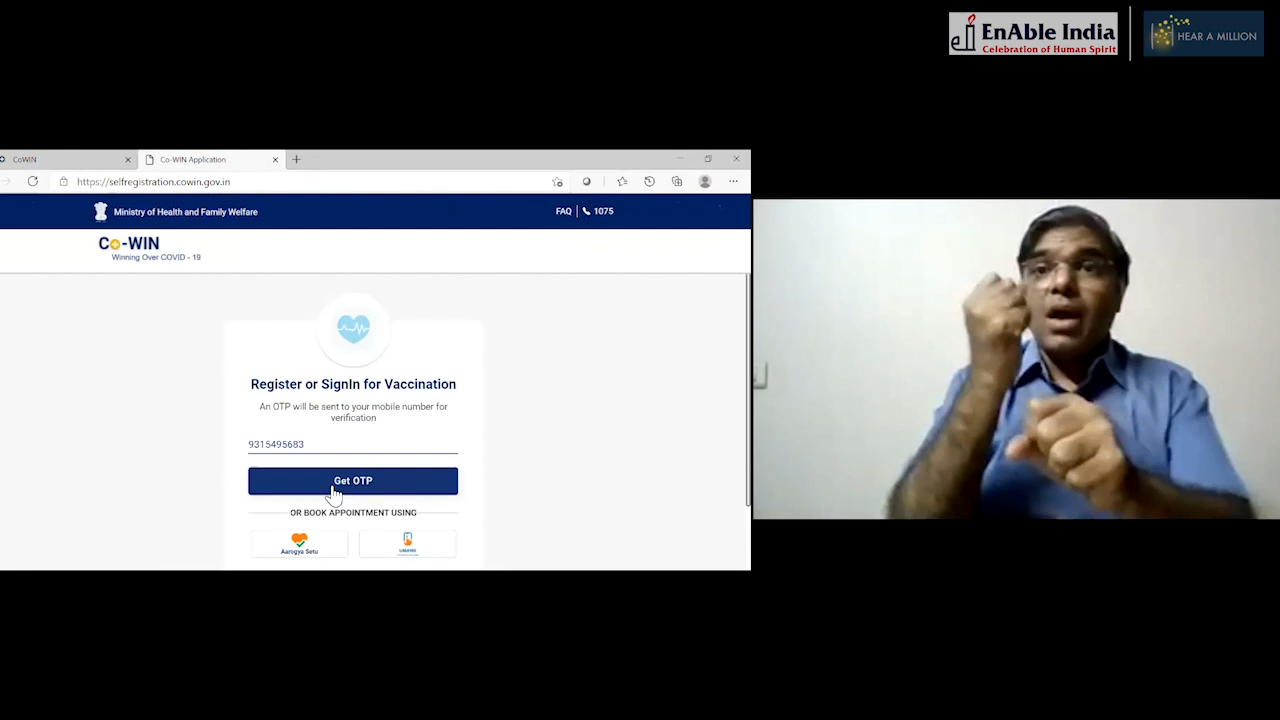 EnAble India
Celebration of Human Spirit
HEAR A MILLION
CoWIN
Co-WIN Application
https://selfregistration.cowin.gov.in
Ministry of Health and Family Welfare
FAQ
1075
Co-WIN
Winning Over COVID - 19
Register or SignIn for Vaccination
An OTP will be sent to your mobile number for
verification
9315495683
Get OTP
OR BOOK APPOINTMENT USING
Aarogya Setu